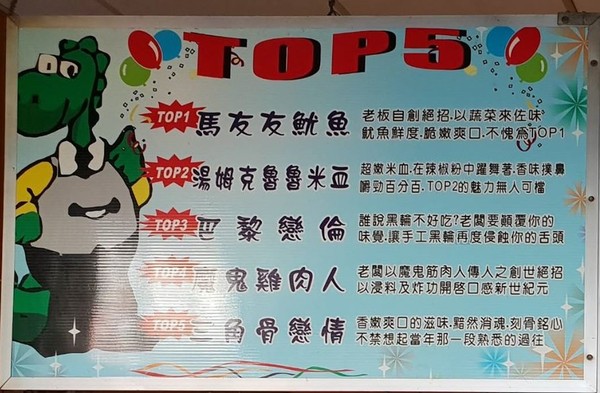 TOP5
TOP1 馬友友魷魚
老板自創絕招.以蔬菜來佐味
魷魚鮮度.皓嫩爽口.不愧為TOP1
TOP2 湯姆克魯魯米血
超嫩米血.在辣椒粉中躍舞著.香味撲鼻
嚼勁百分百.TOP2的魅力無人可檔
TOP3 巴黎戀倫
誰說黑輪不好吃?老闆要顛覆你的
味覺.讓手工黑輪再度侵蝕你的舌頭
TOP4 魔鬼雞肉人
老闆以魔鬼筋肉人傳人之創世絕招
以浸料及炸功開啓口感新世紀元
TOP5 三角骨戀情
香嫩爽口的滋味.黯然消魂.刻骨銘心
不禁想起當年那一段熟悉的過往